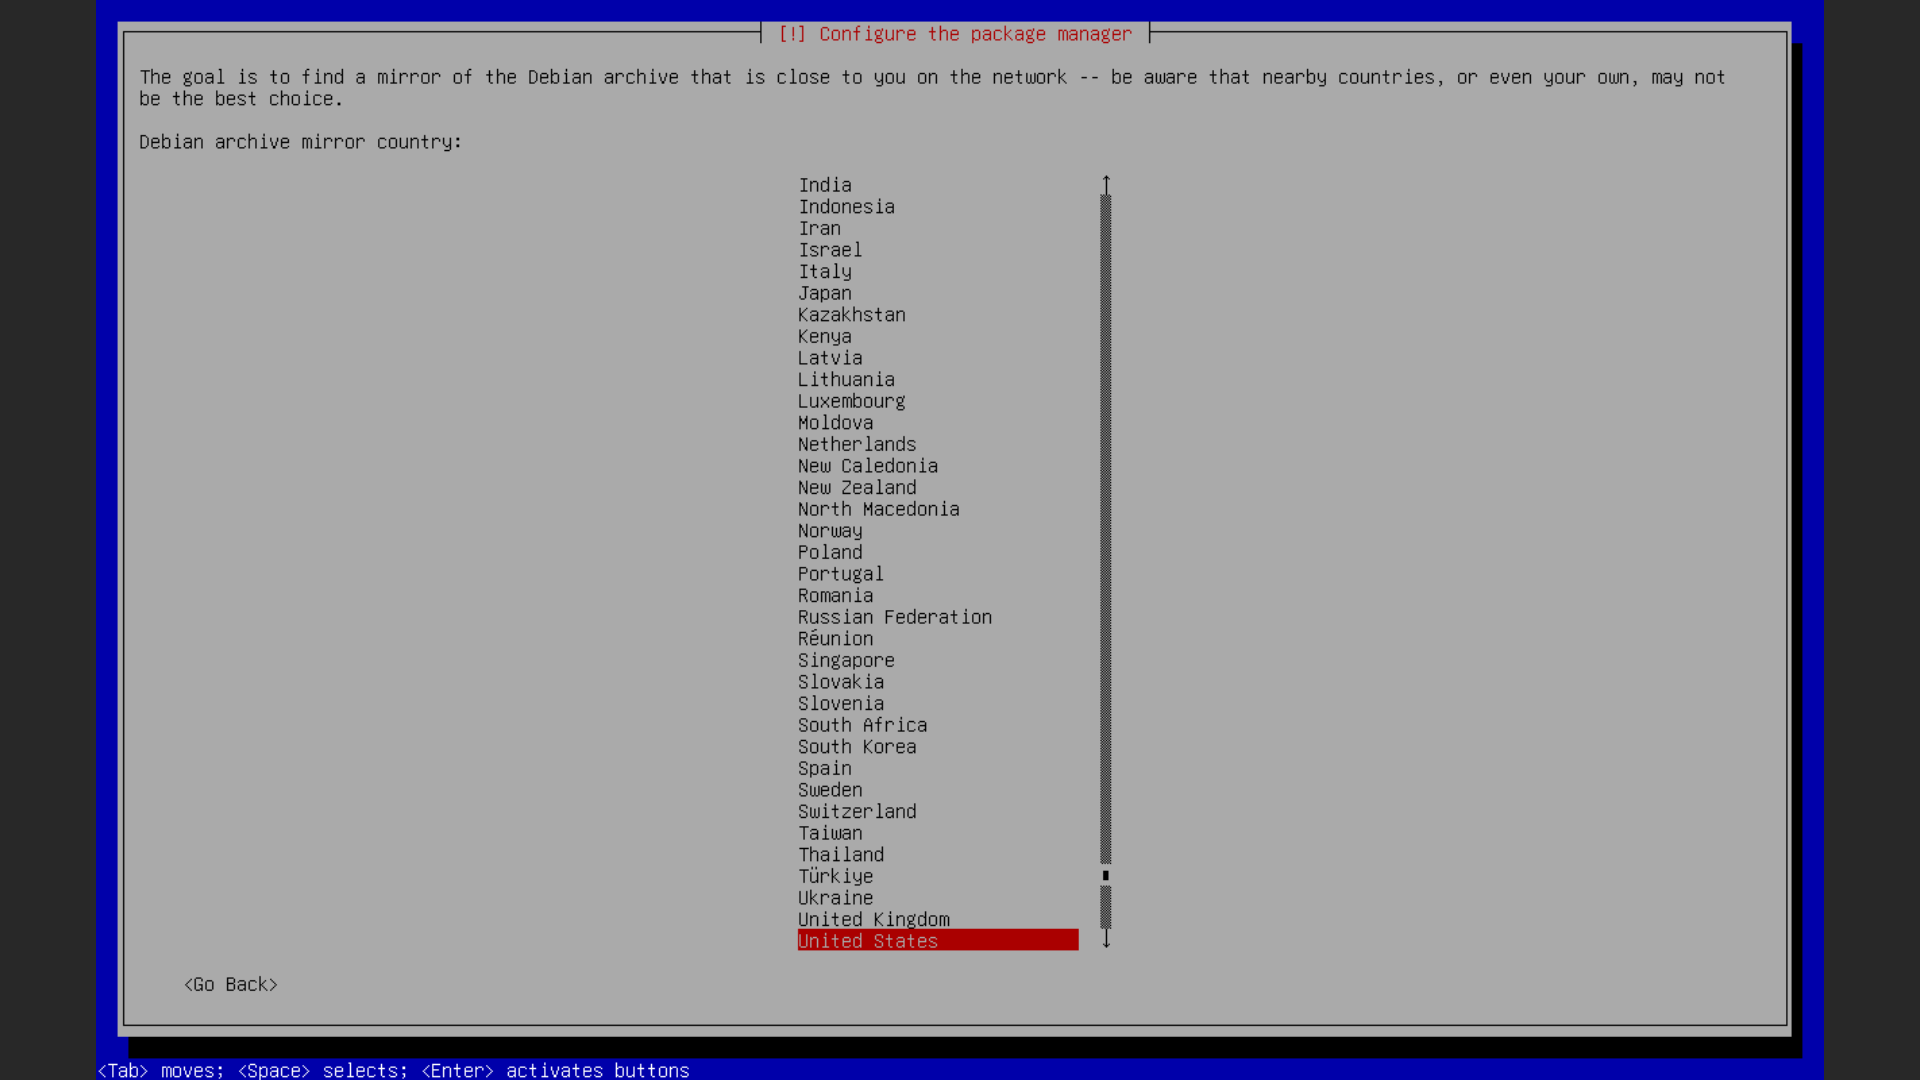 [!] Configure the package manager
The goal is to find a mirror of the Debian archive that is close to you on the network -- be aware that nearby countries, or even your own, may not
be the best choice.
Debian archive mirror country:
India
Indonesia
Iran
Israel
Italy
Japan
Kazakhstan
Kenya
Latvia
Lithuania
Luxembourg
Moldova
Netherlands
New Caledonia
New Zealand
North Macedonia
Norway
Poland
Portugal
Romania
Russian Federation
Réunion
Singapore
Slovakia
Slovenia
South Africa
South Korea
Spain
Sweden
Switzerland
Taiwan
Thailand
Türkiye
Ukraine
United Kingdom
United States
<Go Back>
<Tab> moves; <Space> selects; <Enter> activates buttons